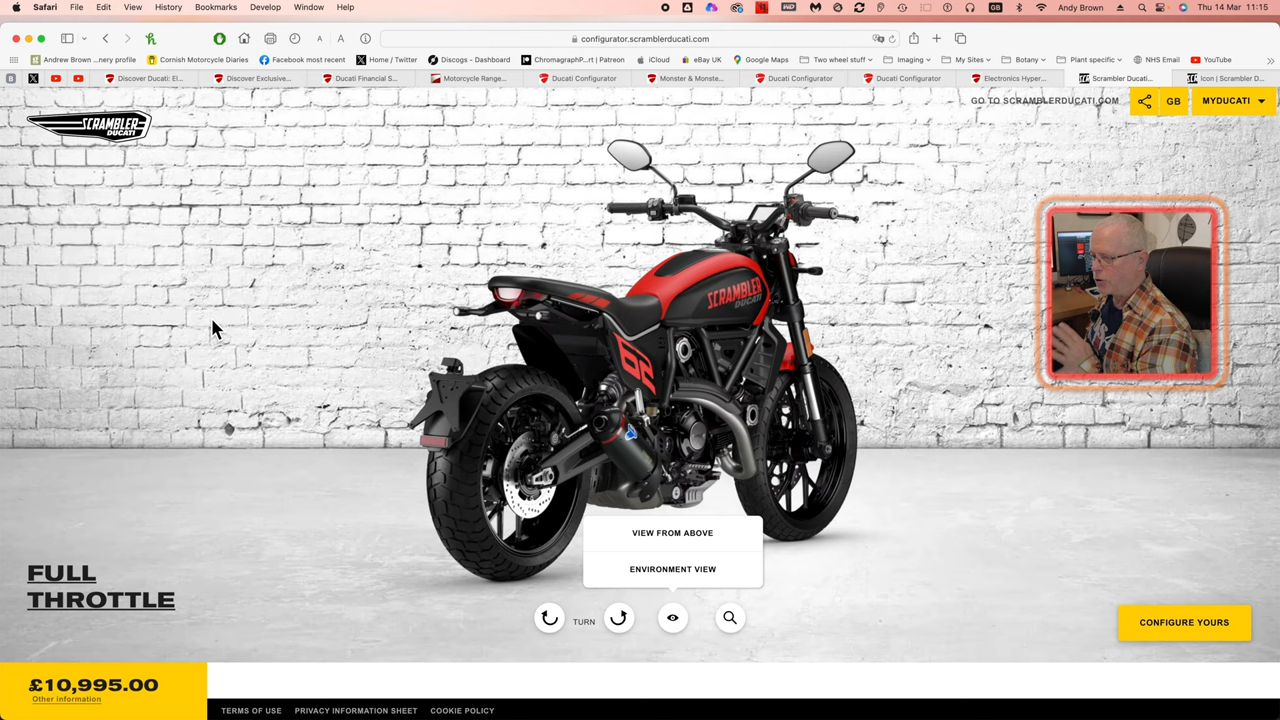 Safari File Edit View History Bookmarks Develop Window Help GB Andy Brown Thu 14 Mar 11:15
configurator.scramblerducati.com
Andrew Brown ...nery profile Cornish Motorcycle Diaries Facebook most recent Home / Twitter Discogs - Dashboard ChromagraphP...rt | Patreon iCloud eBay UK Google Maps Two wheel stuff Imaging My Sites Botany Plant specific NHS Email YouTube
Discover Ducati: El... Discover Exclusive... Ducati Financial S... Motorcycle Range... Ducati Configurator Monster & Monste... Ducati Configurator Ducati Configurator Electronics Hyper... Scrambler Ducati... Icon | Scrambler D...
GO TO SCRAMBLERDUCATI.COM GB MYDUCATI
SCRAMBLER
DUCATI
SCRAMBLER
DUCATI
62
VIEW FROM ABOVE
ENVIRONMENT VIEW
FULL
THROTTLE
TURN
CONFIGURE YOURS
£10,995.00
Other information
TERMS OF USE PRIVACY INFORMATION SHEET COOKIE POLICY